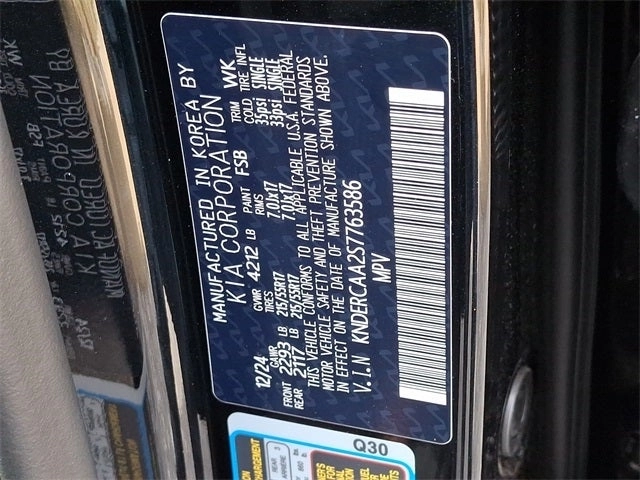 MANUFACTURED IN KOREA BY
KIA CORPORATION
12/24 GVWR 4212 LB PAINT FSB TRIM WK
GAWR TIRES RIMS COLD TIRE INFL
FRONT 2293 LB 215/55R17 7.0Jx17 35psi SINGLE
REAR 2117 LB 215/55R17 7.0Jx17 33psi SINGLE
THIS VEHICLE CONFORMS TO ALL APPLICABLE U.S.A. FEDERAL
MOTOR VEHICLE SAFETY AND THEFT PREVENTION STANDARDS
IN EFFECT ON THE DATE OF MANUFACTURE SHOWN ABOVE.
V.I.N KNDERCAA2S7763586
MPV
Q30
REAR
ARRIERE
3